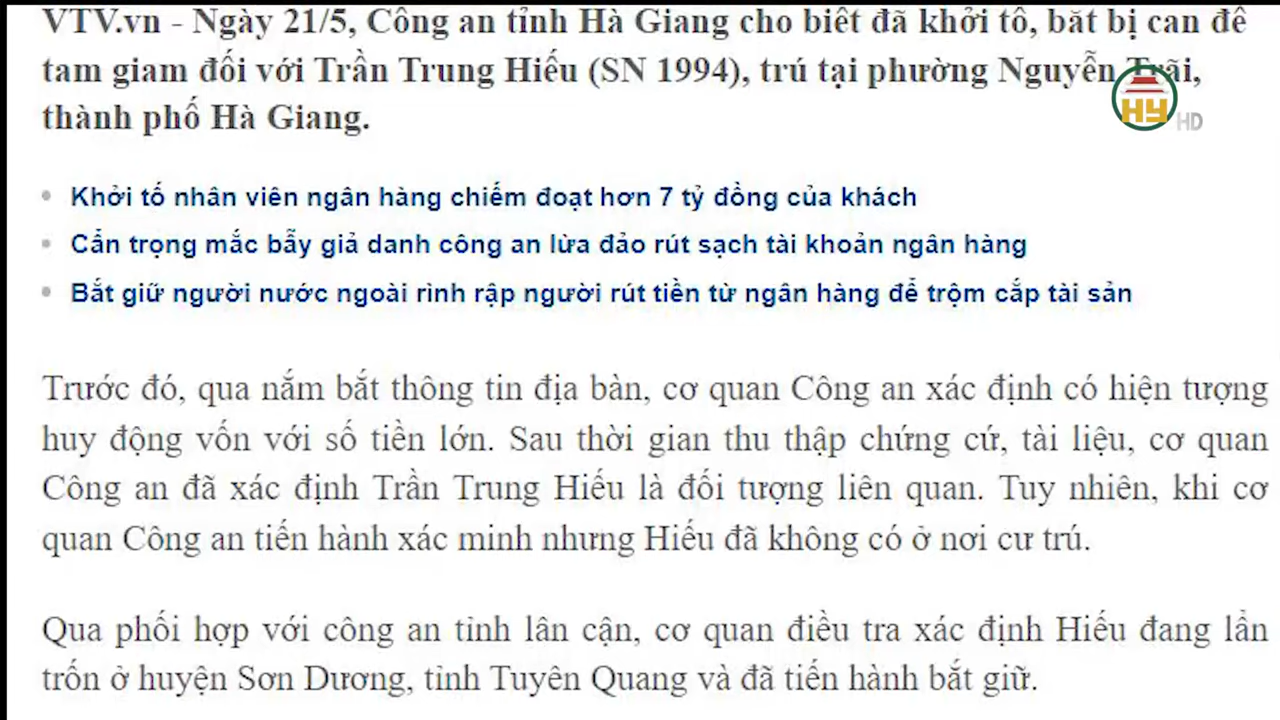 VTV.vn - Ngày 21/5, Công an tỉnh Hà Giang cho biết đã khởi tố, bắt bị can để
tam giam đối với Trần Trung Hiếu (SN 1994), trú tại phường Nguyễn Trãi,
thành phố Hà Giang.
HY HD
Khởi tố nhân viên ngân hàng chiếm đoạt hơn 7 tỷ đồng của khách
Cẩn trọng mắc bẫy giả danh công an lừa đảo rút sạch tài khoản ngân hàng
Bắt giữ người nước ngoài rình rập người rút tiền từ ngân hàng để trộm cắp tài sản
Trước đó, qua nắm bắt thông tin địa bàn, cơ quan Công an xác định có hiện tượng
huy động vốn với số tiền lớn. Sau thời gian thu thập chứng cứ, tài liệu, cơ quan
Công an đã xác định Trần Trung Hiếu là đối tượng liên quan. Tuy nhiên, khi cơ
quan Công an tiến hành xác minh nhưng Hiếu đã không có ở nơi cư trú.
Qua phối hợp với công an tỉnh lân cận, cơ quan điều tra xác định Hiếu đang lẩn
trốn ở huyện Sơn Dương, tỉnh Tuyên Quang và đã tiến hành bắt giữ.